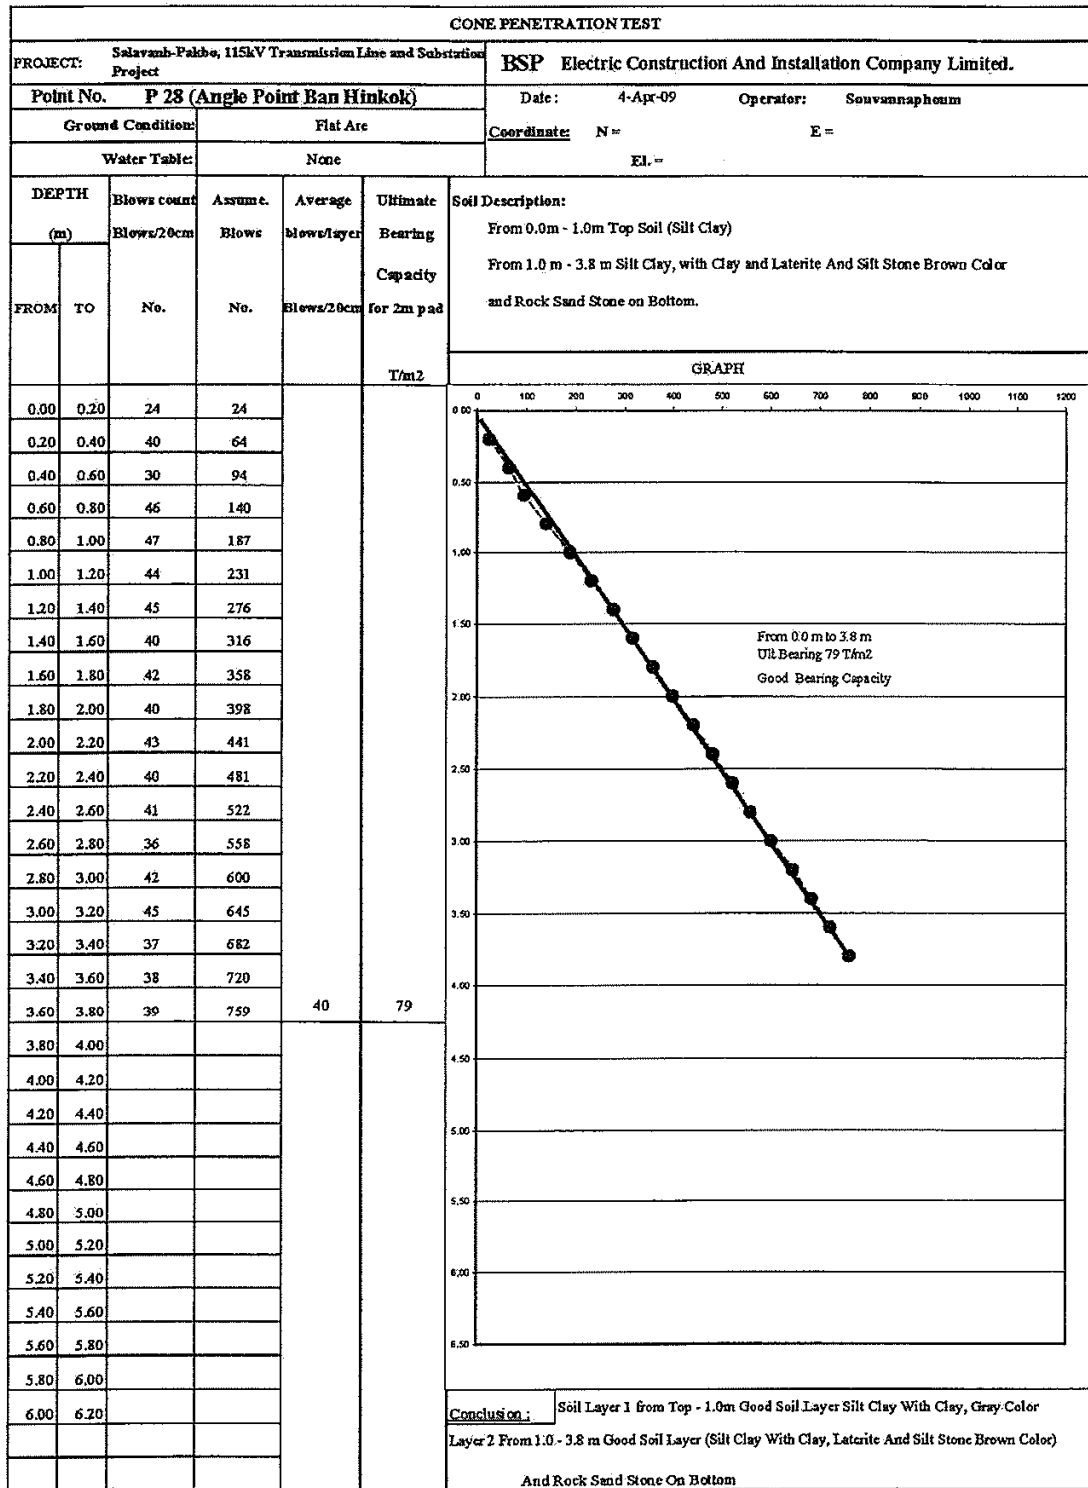 CONE PENETRATION TEST
PROJECT: Salavanh-Pakbo, 115kV Transmission Line and Substation
Project
BSP Electric Construction And Installation Company Limited.
Point No. P 28 (Angle Point Ban Hinkok)
Date : 4-Apr-09 Operator: Souvannaphoum
Ground Condition: Flat Are
Coordinate: N = E =
Water Table: None
El. =
DEPTH Blows count Assume. Average Ultimate
(m) Blows/20cm Blows blows/layer Bearing
Capacity
FROM TO No. No. Blows/20cm for 2m pad
T/m2
Soil Description:
From 0.0m - 1.0m Top Soil (Silt Clay)
From 1.0 m - 3.8 m Silt Clay, with Clay and Laterite And Silt Stone Brown Color
and Rock Sand Stone on Bottom.
GRAPH
0.00 0.20 24 24
0.20 0.40 40 64
0.40 0.60 30 94
0.60 0.80 46 140
0.80 1.00 47 187
1.00 1.20 44 231
1.20 1.40 45 276
1.40 1.60 40 316
1.60 1.80 42 358
1.80 2.00 40 398
2.00 2.20 43 441
2.20 2.40 40 481
2.40 2.60 41 522
2.60 2.80 36 558
2.80 3.00 42 600
3.00 3.20 45 645
3.20 3.40 37 682
3.40 3.60 38 720
3.60 3.80 39 759 40 79
3.80 4.00
4.00 4.20
4.20 4.40
4.40 4.60
4.60 4.80
4.80 5.00
5.00 5.20
5.20 5.40
5.40 5.60
5.60 5.80
5.80 6.00
6.00 6.20
0 100 200 300 400 500 600 700 800 900 1000 1100 1200
0.00
0.50
1.00
1.50
2.00
2.50
3.00
3.50
4.00
4.50
5.00
5.50
6.00
6.50
From 0.0 m to 3.8 m
Ult Bearing 79 T/m2
Good Bearing Capacity
Conclusion : Soil Layer 1 from Top - 1.0m Good Soil Layer Silt Clay With Clay, Gray Color
Layer 2 From 1.0 - 3.8 m Good Soil Layer (Silt Clay With Clay, Laterite And Silt Stone Brown Color)
And Rock Sand Stone On Bottom